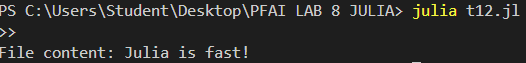 PS C:\Users\Student\Desktop\PFAI LAB 8 JULIA> julia t12.jl
>>
File content: Julia is fast!